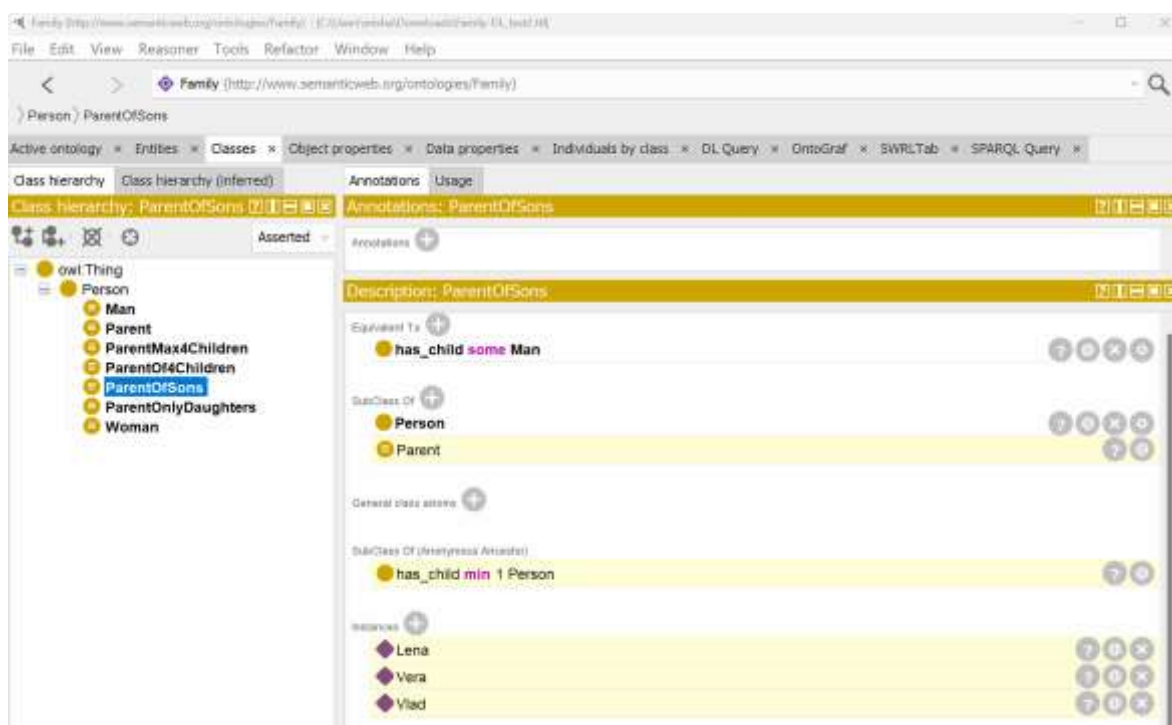 File Edit View Reasoner Tools Refactor Window Help
Family (http://www.semanticweb.org/ontologies/Family)
Person ParentOfSons
Active ontology Entities Classes Object properties Data properties Individuals by class DL Query OntoGraf SWRLTab SPARQL Query
Class hierarchy Class hierarchy (inferred) Annotations Usage
Class hierarchy: ParentOfSons Annotations: ParentOfSons
Asserted Annotations
owl:Thing
Person
Description: ParentOfSons
Man
Parent
Equivalent To
ParentMax4Children
has_child some Man
ParentOf4Children
ParentOfSons
SubClass Of
ParentOnlyDaughters
Person
Woman
Parent
General class axioms
SubClass Of (Anonymous Ancestor)
has_child min 1 Person
Instances
Lena
Vera
Vlad